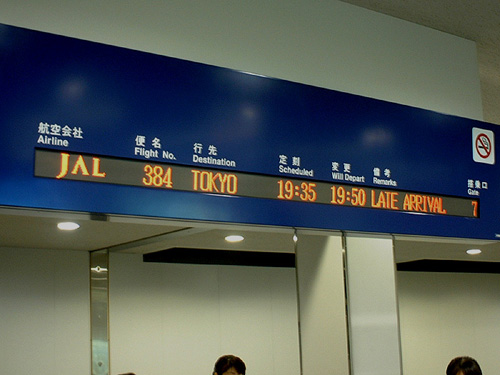 航空会社 便名 行先 定刻 変更 備考 搭乗口
Airline Flight No. Destination Scheduled Will Depart Remarks Gate
JAL 384 TOKYO 19:35 19:50 LATE ARRIVAL 7